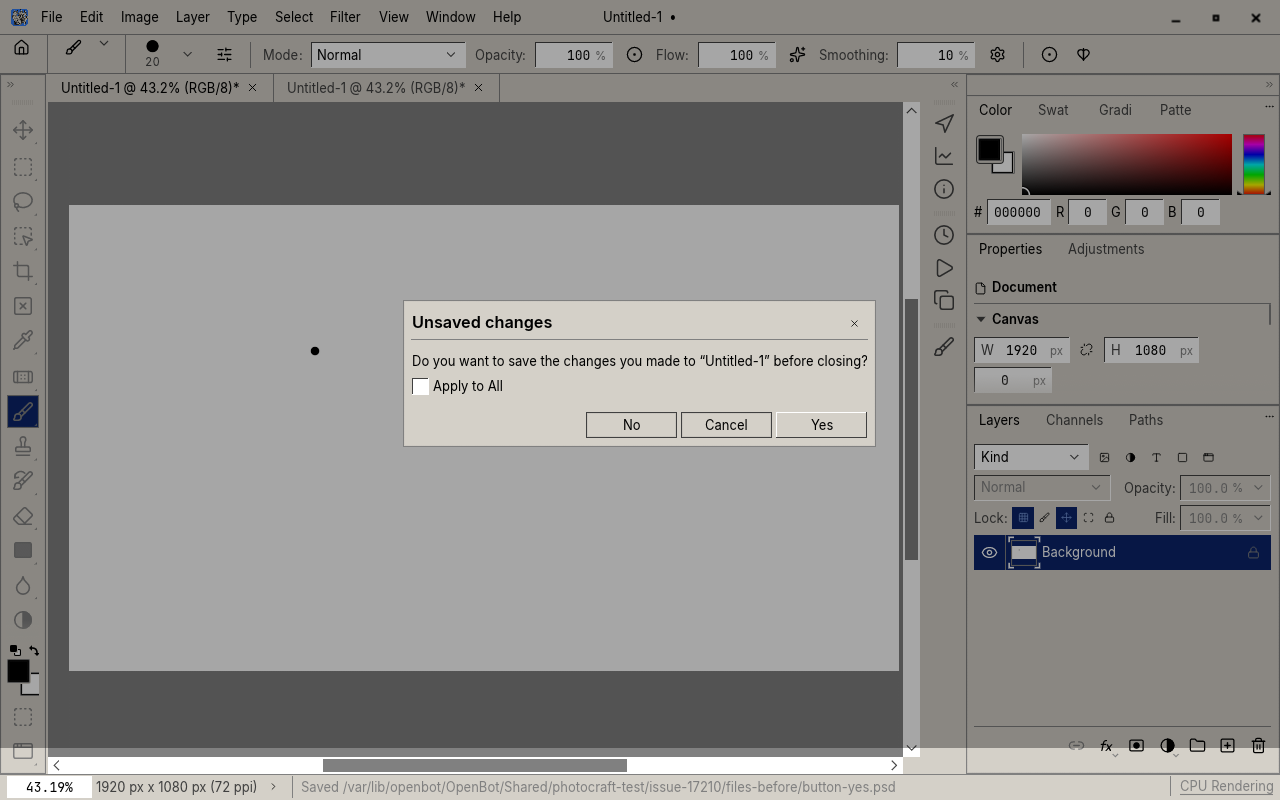 File Edit Image Layer Type Select Filter View Window Help Untitled-1 •
20 Mode: Normal Opacity: 100 % Flow: 100 % Smoothing: 10 %
Untitled-1 @ 43.2% (RGB/8)* Untitled-1 @ 43.2% (RGB/8)*
Color Swat Gradi Patte
# 000000 R 0 G 0 B 0
Properties Adjustments
Document
Canvas
W 1920 px H 1080 px
0 px
Unsaved changes
Do you want to save the changes you made to “Untitled-1” before closing?
Apply to All
No Cancel Yes
Layers Channels Paths
Kind
Normal Opacity: 100.0 %
Lock: Fill: 100.0 %
Background
fx
43.19% 1920 px x 1080 px (72 ppi) Saved /var/lib/openbot/OpenBot/Shared/photocraft-test/issue-17210/files-before/button-yes.psd CPU Rendering